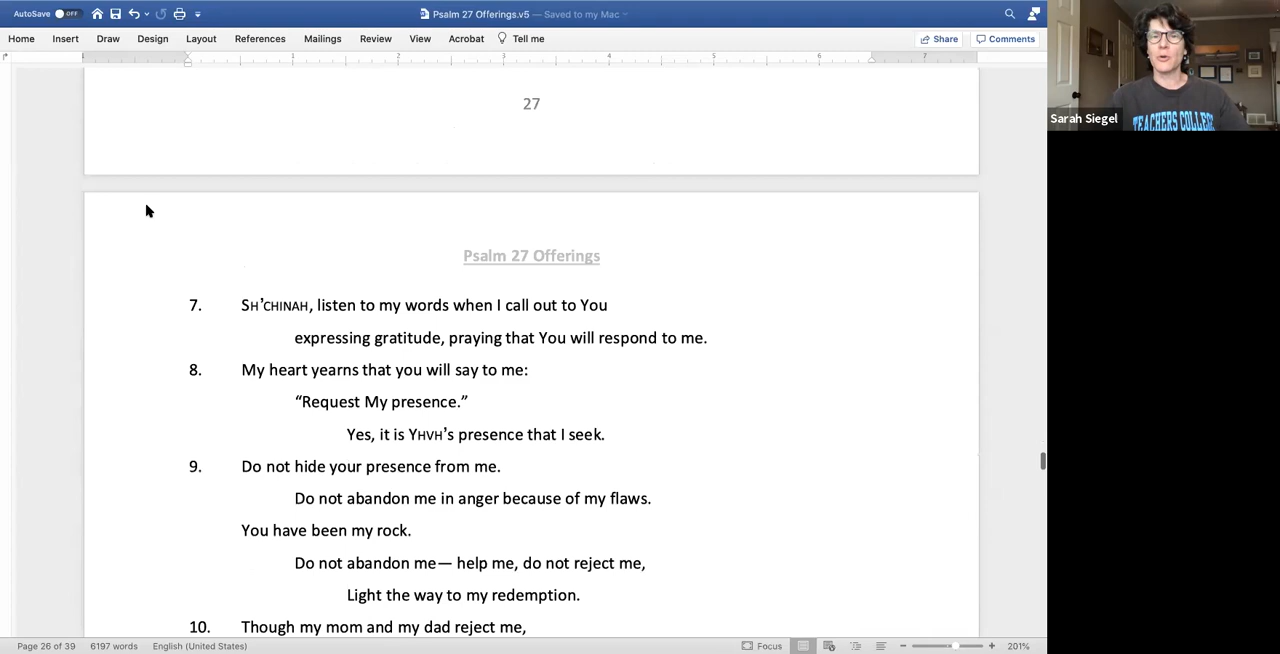 AutoSave OFF
Psalm 27 Offerings.v5 — Saved to my Mac
Home Insert Draw Design Layout References Mailings Review View Acrobat Tell me Share Comments
2 3 4 5 6 7
27
Psalm 27 Offerings
7. SH’CHINAH, listen to my words when I call out to You
expressing gratitude, praying that You will respond to me.
8. My heart yearns that you will say to me:
“Request My presence.”
Yes, it is YHVH’s presence that I seek.
9. Do not hide your presence from me.
Do not abandon me in anger because of my flaws.
You have been my rock.
Do not abandon me— help me, do not reject me,
Light the way to my redemption.
10. Though my mom and my dad reject me,
Page 26 of 39 6197 words English (United States) Focus 201%
TEACHERS COLLEGE
Sarah Siegel